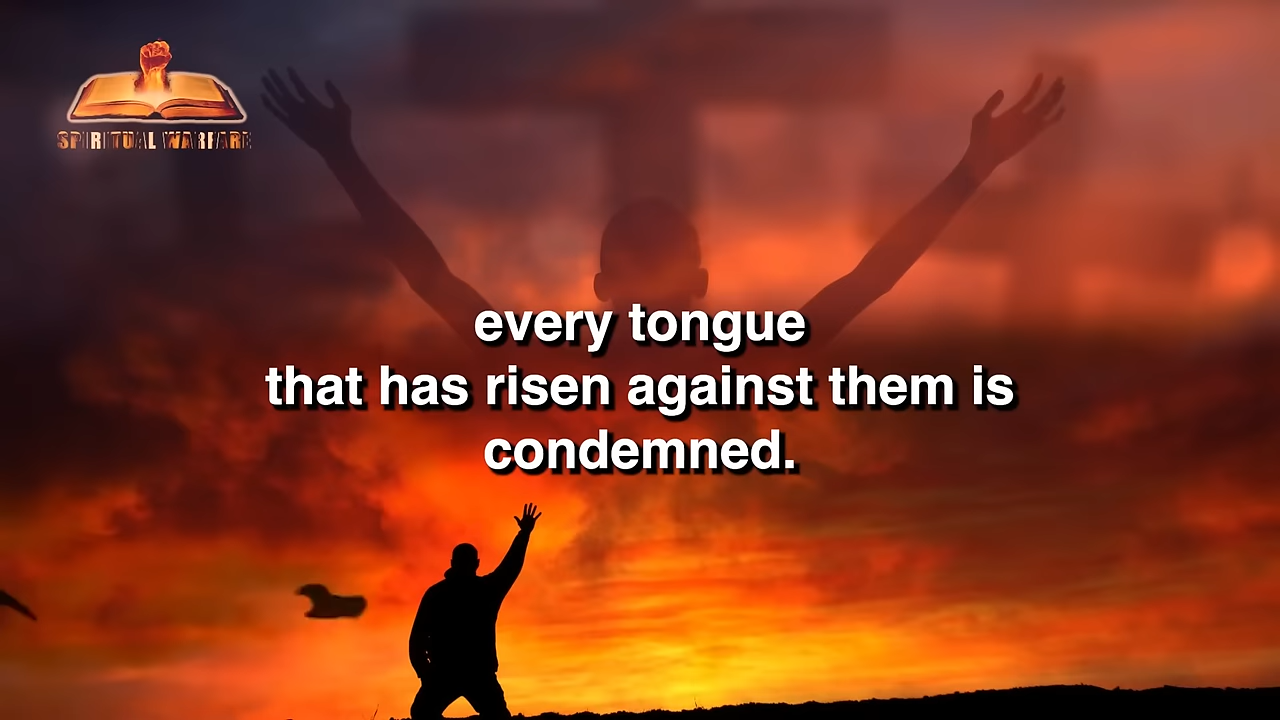 SPIRITUAL WARFARE
every tongue
that has risen against them is
condemned.